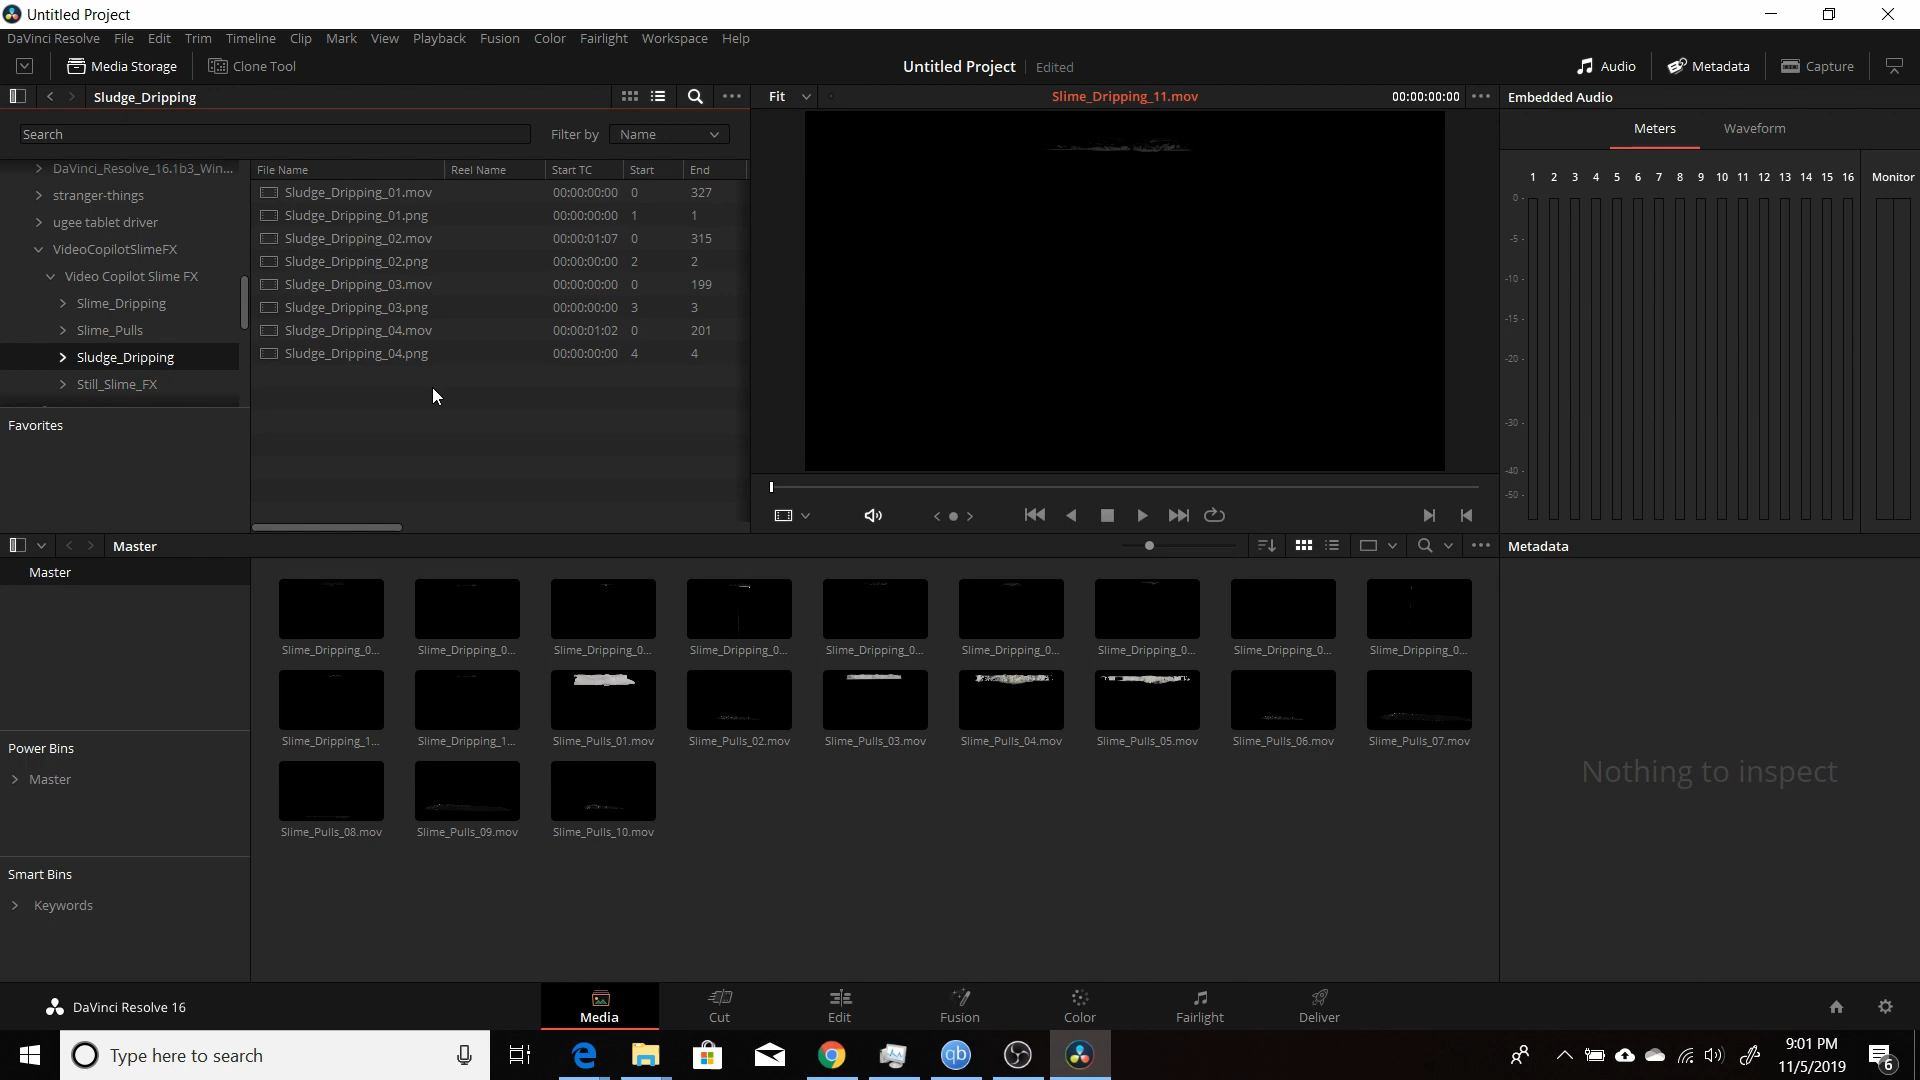 Untitled Project
DaVinci Resolve File Edit Trim Timeline Clip Mark View Playback Fusion Color Fairlight Workspace Help
Media Storage Clone Tool Untitled Project Edited Audio Metadata Capture
Sludge_Dripping Fit Slime_Dripping_11.mov 00:00:00:00 Embedded Audio
Search Filter by Name Meters Waveform
DaVinci_Resolve_16.1b3_Win... File Name Reel Name Start TC Start End
1 2 3 4 5 6 7 8 9 10 11 12 13 14 15 16 Monitor
stranger-things Sludge_Dripping_01.mov 00:00:00:00 0 327
0
ugee tablet driver Sludge_Dripping_01.png 00:00:00:00 1 1
VideoCopilotSlimeFX Sludge_Dripping_02.mov 00:00:01:07 0 315
-5
Sludge_Dripping_02.png 00:00:00:00 2 2
Video Copilot Slime FX Sludge_Dripping_03.mov 00:00:00:00 0 199
-10
Slime_Dripping Sludge_Dripping_03.png 00:00:00:00 3 3
-15
Slime_Pulls Sludge_Dripping_04.mov 00:00:01:02 0 201
Sludge_Dripping Sludge_Dripping_04.png 00:00:00:00 4 4
-20
Still_Slime_FX
Favorites
-30
-40
-50
Master Metadata
Master
Slime_Dripping_0... Slime_Dripping_0... Slime_Dripping_0... Slime_Dripping_0... Slime_Dripping_0... Slime_Dripping_0... Slime_Dripping_0... Slime_Dripping_0... Slime_Dripping_0...
Slime_Dripping_1... Slime_Dripping_1... Slime_Pulls_01.mov Slime_Pulls_02.mov Slime_Pulls_03.mov Slime_Pulls_04.mov Slime_Pulls_05.mov Slime_Pulls_06.mov Slime_Pulls_07.mov
Power Bins
Master
Nothing to inspect
Slime_Pulls_08.mov Slime_Pulls_09.mov Slime_Pulls_10.mov
Smart Bins
Keywords
DaVinci Resolve 16 Media Cut Edit Fusion Color Fairlight Deliver
Type here to search qb 9:01 PM
11/5/2019 6